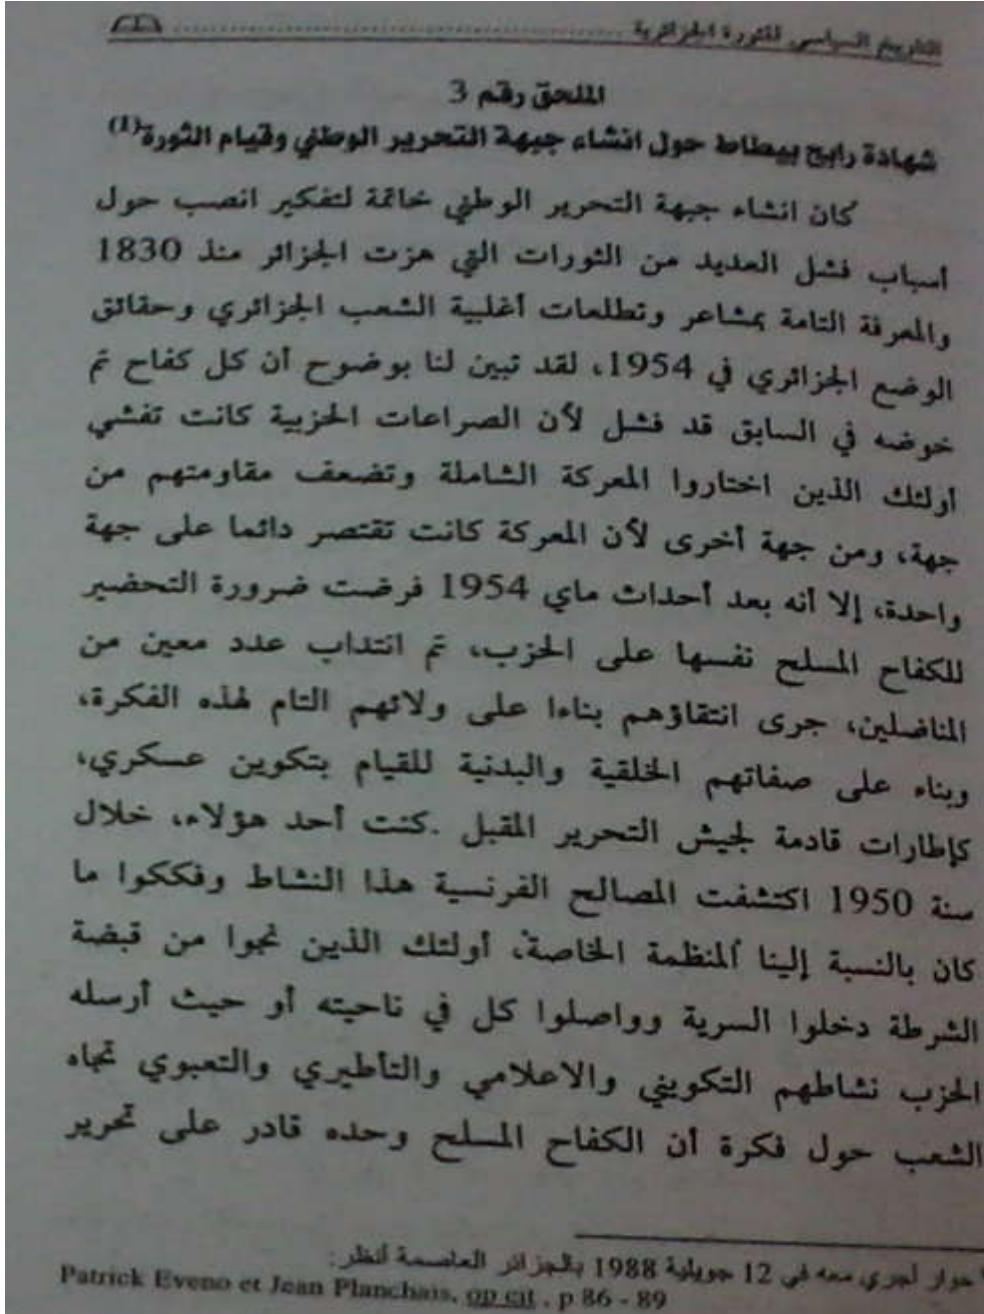 التاريخ السياسي للثورة الجزائرية
الملحق رقم 3
شهادة رابح بيطاط حول انشاء جبهة التحرير الوطني وقيام الثورة(1)
كان انشاء جبهة التحرير الوطني خاتمة لتفكير انصب حول
أسباب فشل العديد من الثورات التي هزت الجزائر منذ 1830
والمعرفة التامة بمشاعر وتطلعات أغلبية الشعب الجزائري وحقائق
الوضع الجزائري في 1954، لقد تبين لنا بوضوح أن كل كفاح تم
خوضه في السابق قد فشل لأن الصراعات الحزبية كانت تفشي
أولئك الذين اختاروا المعركة الشاملة وتضعف مقاومتهم من
جهة، ومن جهة أخرى لأن المعركة كانت تقتصر دائما على جهة
واحدة، إلا أنه بعد أحداث ماي 1954 فرضت ضرورة التحضير
للكفاح المسلح نفسها على الحزب، تم انتداب عدد معين من
المناضلين، جرى انتقاؤهم بناءا على ولائهم التام لهذه الفكرة،
وبناء على صفاتهم الخلقية والبدنية للقيام بتكوين عسكري،
كإطارات قادمة لجيش التحرير المقبل .كنت أحد هؤلاء، خلال
سنة 1950 اكتشفت المصالح الفرنسية هذا النشاط وفككوا ما
كان بالنسبة إلينا ألمنظمة الخاصة، أولئك الذين نجوا من قبضة
الشرطة دخلوا السرية وواصلوا كل في ناحيته أو حيث أرسله
الحزب نشاطهم التكويني والاعلامي والتأطيري والتعبوي تجاه
الشعب حول فكرة أن الكفاح المسلح وحده قادر على تحرير
حوار أجري معه في 12 جويلية 1988 بالجزائر العاصمة أنظر:
Patrick Eveno et Jean Planchais, op cit , p 86 - 89